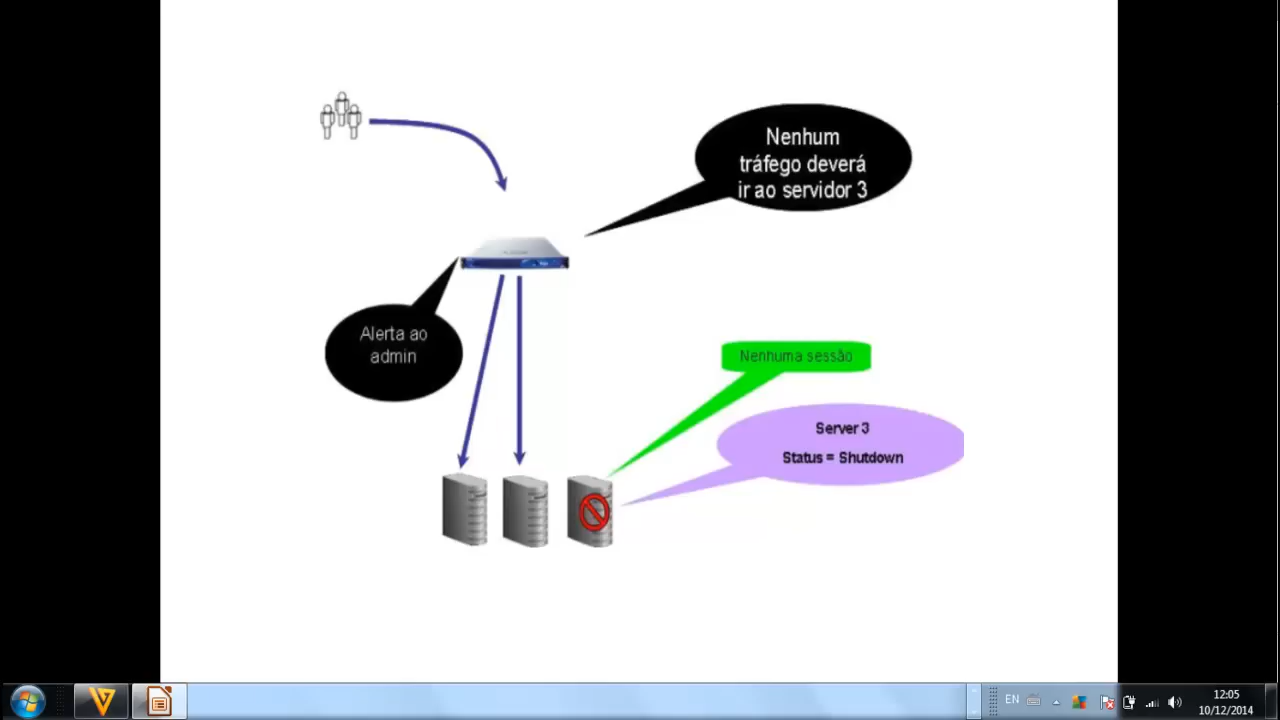 Nenhum
tráfego deverá
ir ao servidor 3
Alerta ao
admin
Nenhuma sessão
Server 3
Status = Shutdown
EN
12:05
10/12/2014